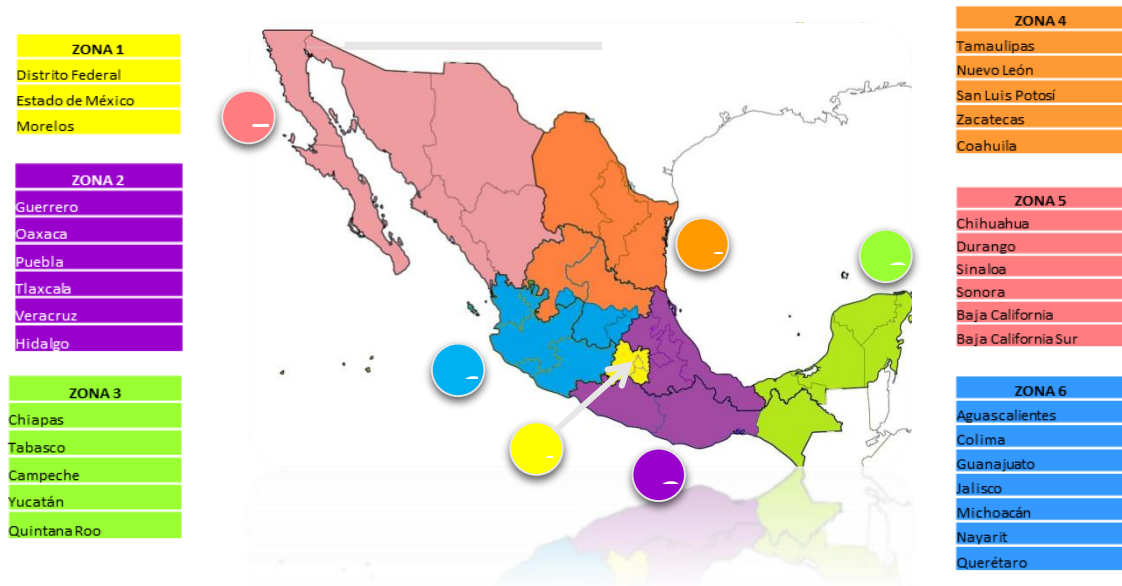 ZONA 1
Distrito Federal
Estado de México
Morelos
ZONA 2
Guerrero
Oaxaca
Puebla
Tlaxcala
Veracruz
Hidalgo
ZONA 3
Chiapas
Tabasco
Campeche
Yucatán
Quintana Roo
ZONA 4
Tamaulipas
Nuevo León
San Luis Potosí
Zacatecas
Coahuila
ZONA 5
Chihuahua
Durango
Sinaloa
Sonora
Baja California
Baja California Sur
ZONA 6
Aguascalientes
Colima
Guanajuato
Jalisco
Michoacán
Nayarit
Querétaro